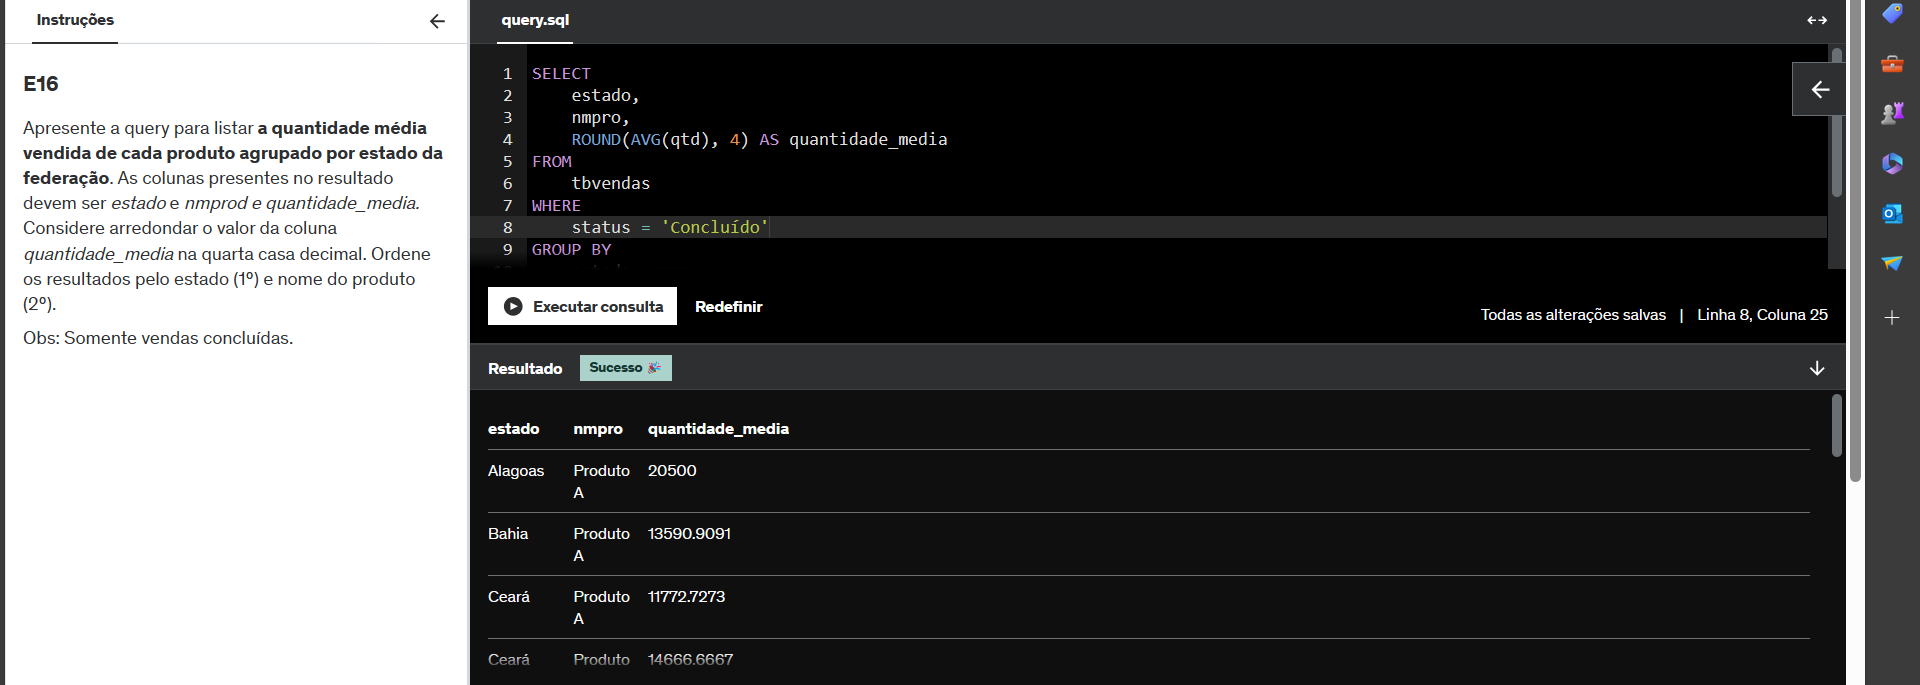 Instruções
E16
Apresente a query para listar a quantidade média
vendida de cada produto agrupado por estado da
federação. As colunas presentes no resultado
devem ser estado e nmprod e quantidade_media.
Considere arredondar o valor da coluna
quantidade_media na quarta casa decimal. Ordene
os resultados pelo estado (1º) e nome do produto
(2º).
Obs: Somente vendas concluídas.
query.sql
1 SELECT
2 estado,
3 nmpro,
4 ROUND(AVG(qtd), 4) AS quantidade_media
5 FROM
6 tbvendas
7 WHERE
8 status = 'Concluído'
9 GROUP BY
Executar consulta Redefinir
Todas as alterações salvas | Linha 8, Coluna 25
Resultado Sucesso
estado nmpro quantidade_media
Alagoas Produto A 20500
Bahia Produto A 13590.9091
Ceará Produto A 11772.7273
Ceará Produto 14666.6667